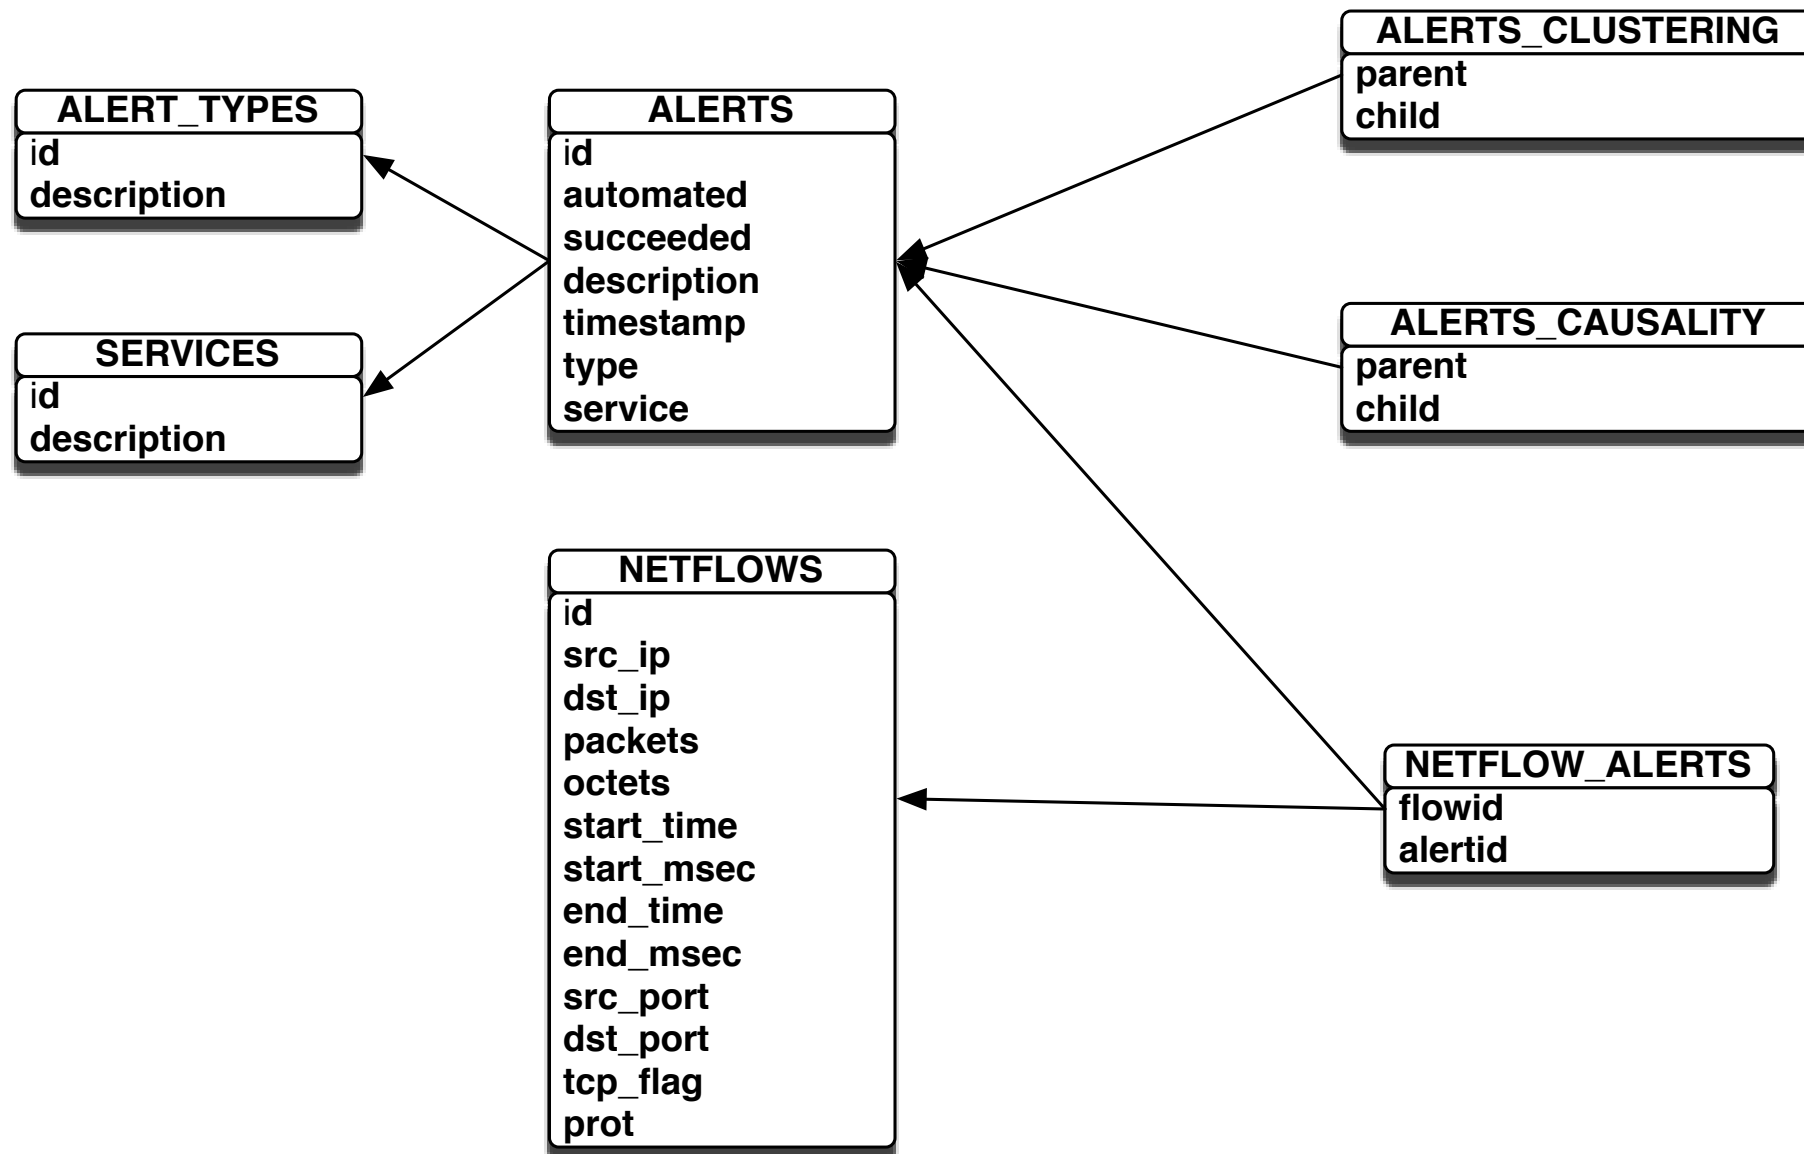 ALERT_TYPES
id
description
SERVICES
id
description
ALERTS
id
automated
succeeded
description
timestamp
type
service
NETFLOWS
id
src_ip
dst_ip
packets
octets
start_time
start_msec
end_time
end_msec
src_port
dst_port
tcp_flag
prot
ALERTS_CLUSTERING
parent
child
ALERTS_CAUSALITY
parent
child
NETFLOW_ALERTS
flowid
alertid